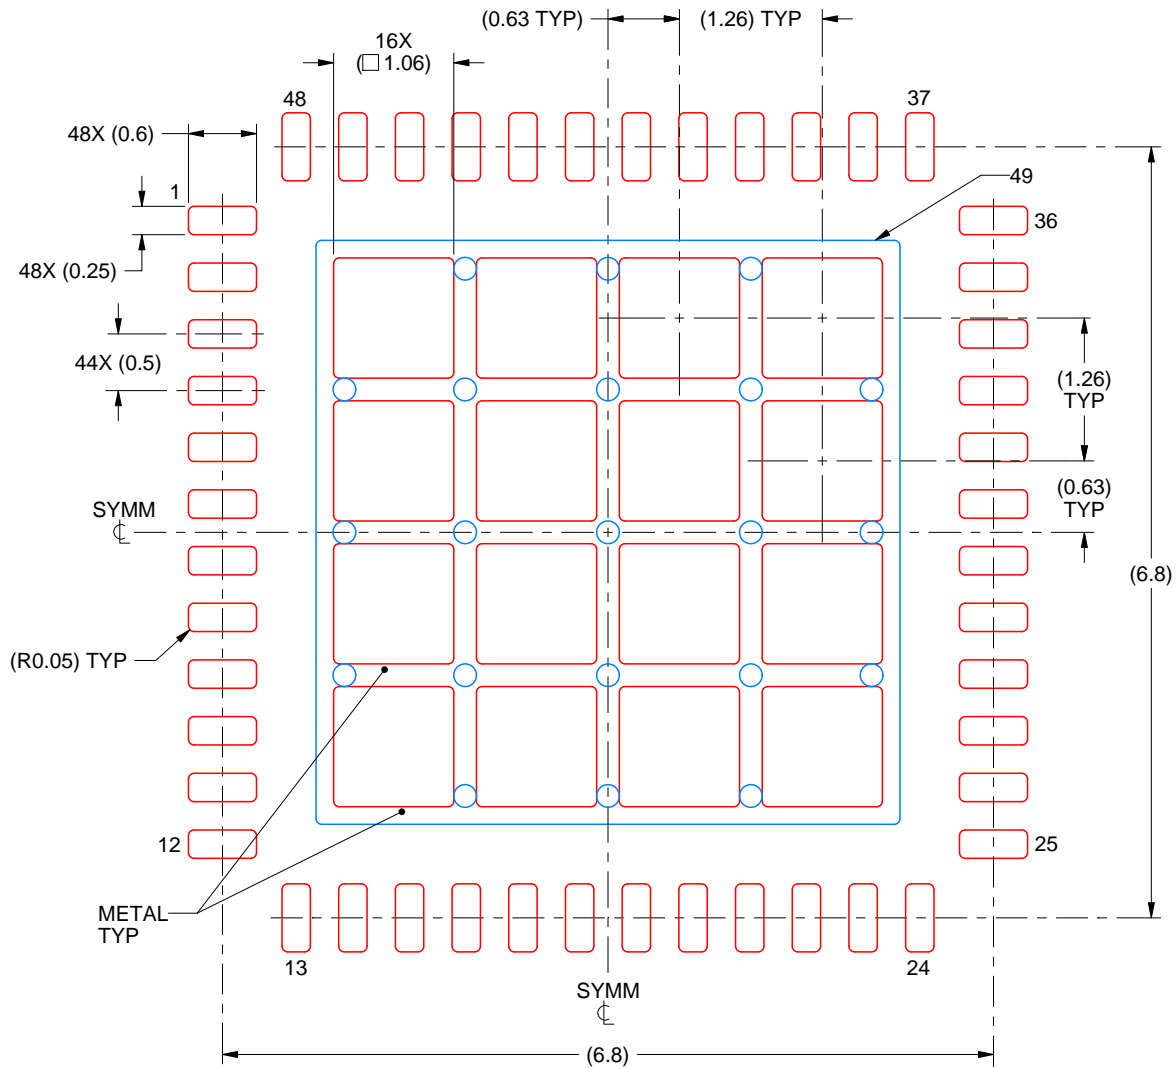 (0.63 TYP)
(1.26) TYP
16X
(□ 1.06)
48
37
48X (0.6)
1
49
36
48X (0.25)
44X (0.5)
(1.26)
TYP
(0.63)
TYP
SYMM
℄
(6.8)
(R0.05) TYP
12
25
METAL
TYP
13
24
SYMM
℄
(6.8)